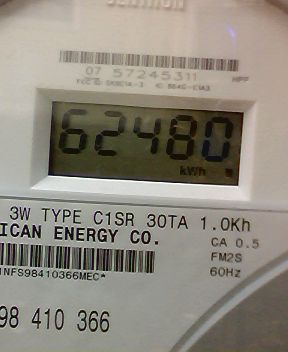 07 57245311
HPP
62480
kWh
3W TYPE C1SR 30TA 1.0Kh
ICAN ENERGY CO.
CA 0.5
FM2S
60Hz
INFS98410366MEC*
98 410 366